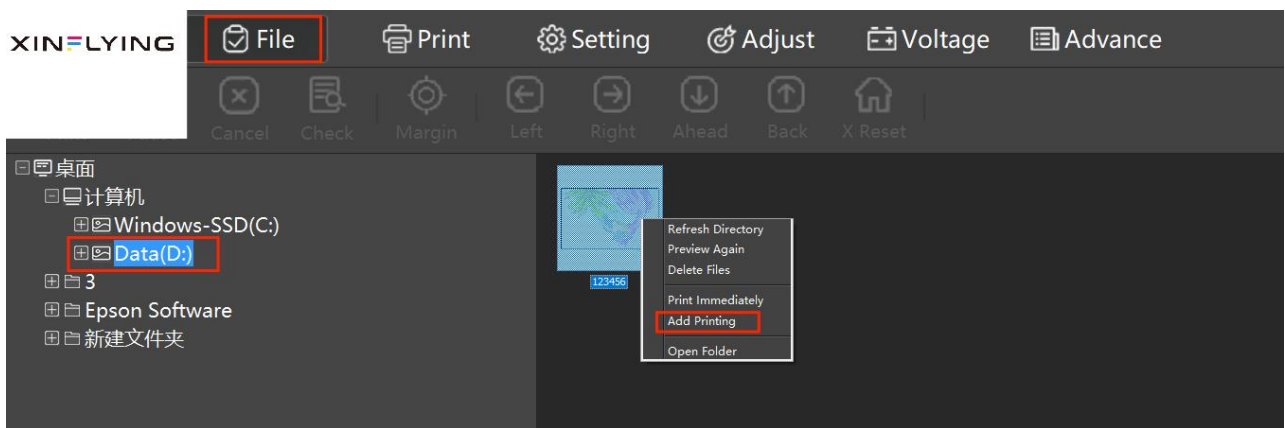 XINFLYING
File Print Setting Adjust Voltage Advance
Cancel Check Margin Left Right Ahead Back X Reset
桌面
计算机
Windows-SSD(C:)
Data(D:)
3
Epson Software
新建文件夹
123456
Refresh Directory
Preview Again
Delete Files
Print Immediately
Add Printing
Open Folder